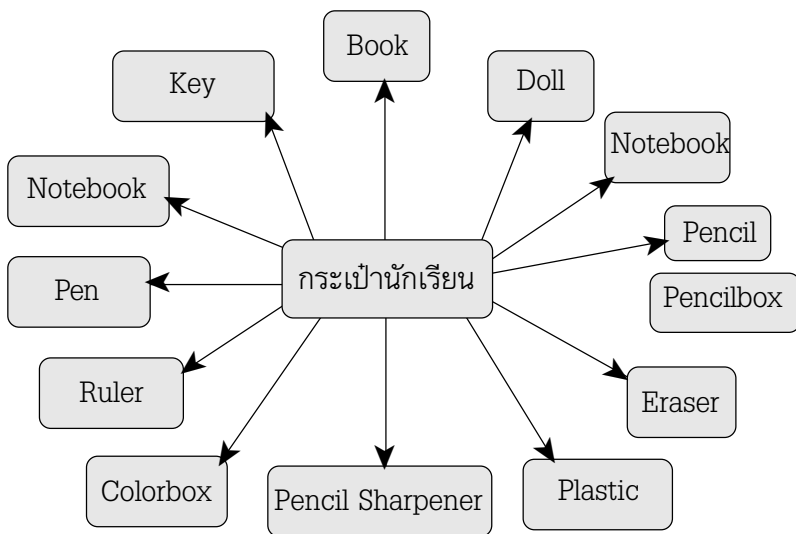 Book
Key
Doll
Notebook
Notebook
Pencil
กระเป๋านักเรียน
Pen
Pencilbox
Ruler
Eraser
Colorbox
Pencil Sharpener
Plastic